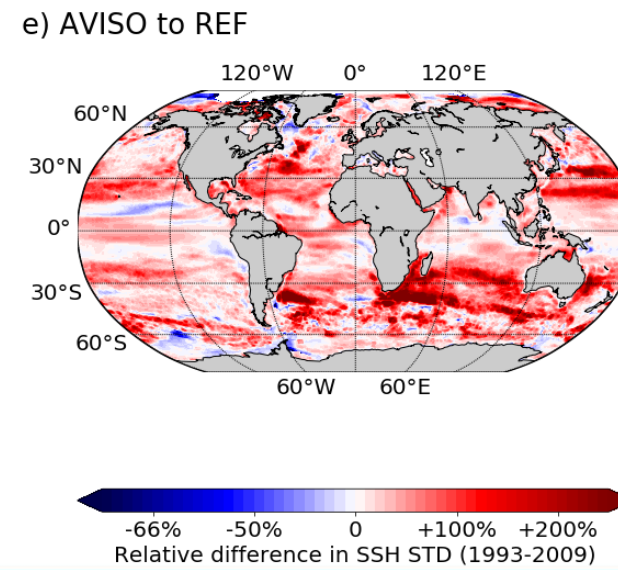 e) AVISO to REF
120°W 0° 120°E
60°N
30°N
0°
30°S
60°S
60°W 60°E
-66% -50% 0 +100% +200%
Relative difference in SSH STD (1993-2009)